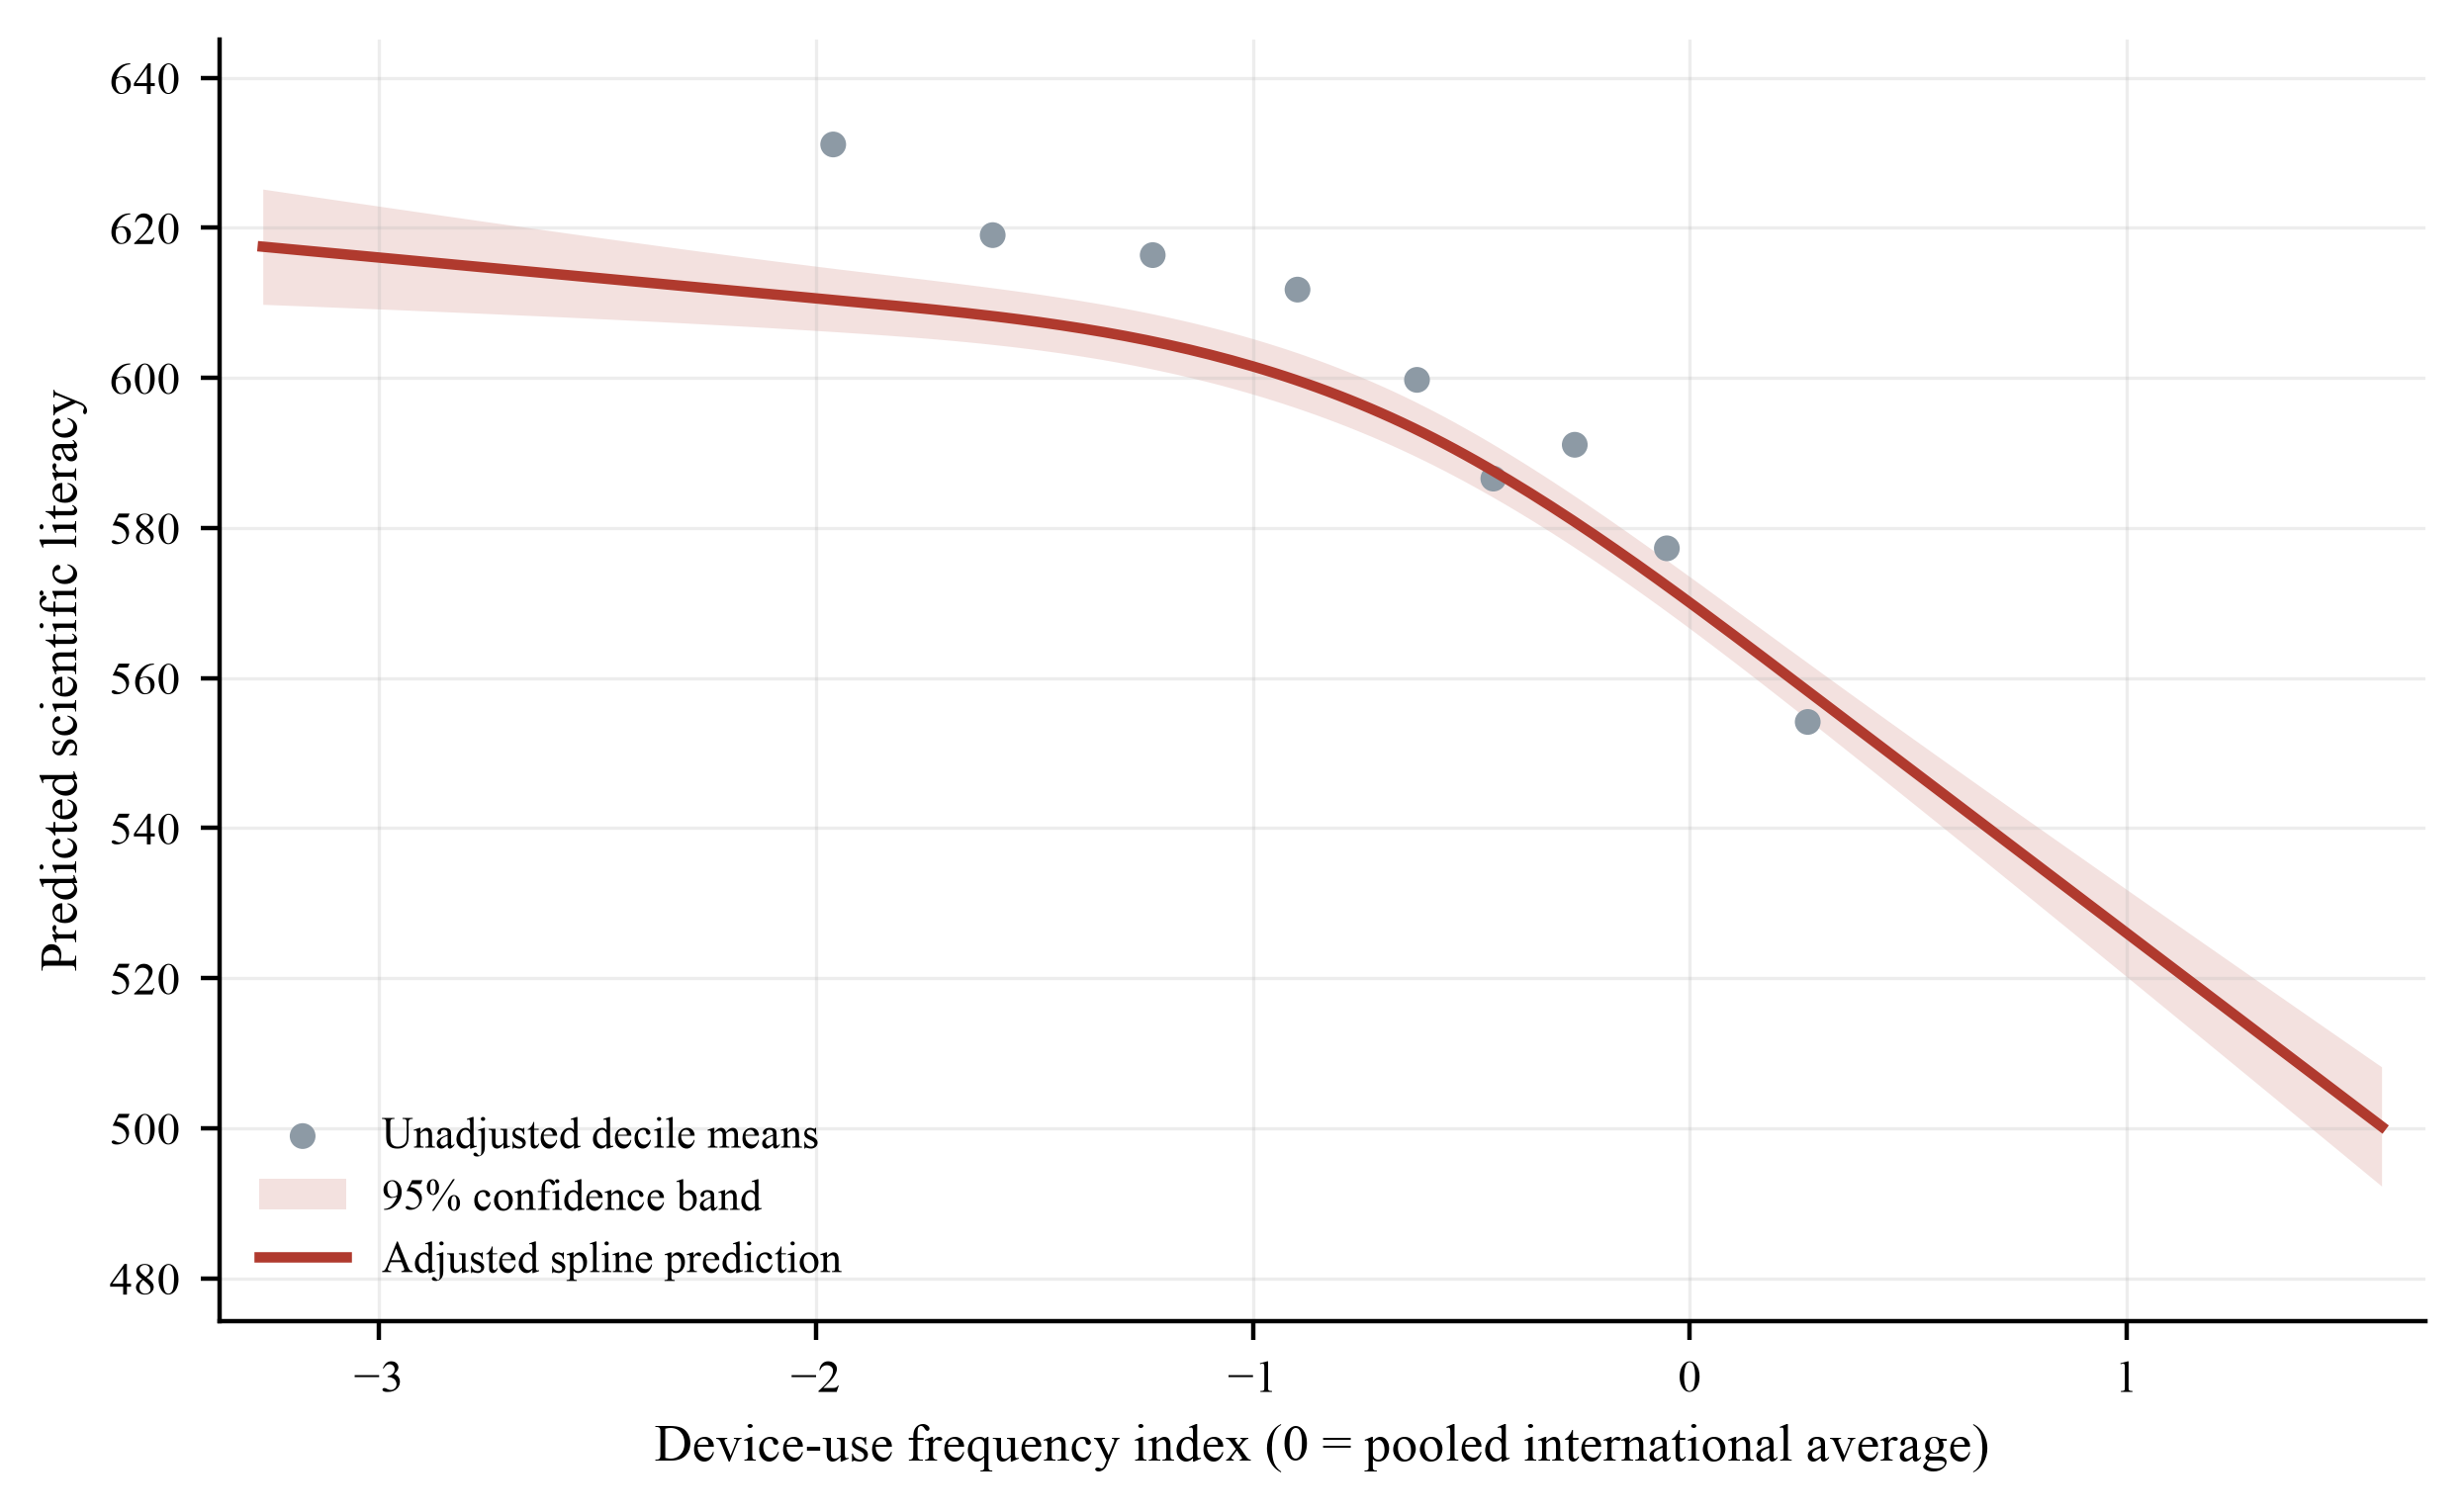 640
620
600
580
560
540
520
500
480
Predicted scientific literacy
Unadjusted decile means
95% confidence band
Adjusted spline prediction
−3
−2
−1
0
1
Device-use frequency index (0 = pooled international average)